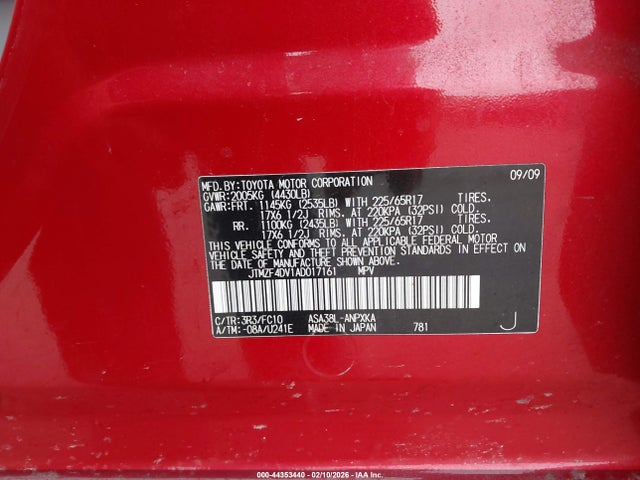 MFD. BY: TOYOTA MOTOR CORPORATION 09/09
GVWR: 2005KG (4430LB)
GAWR: FRT. 1145KG (2535LB) WITH 225/65R17 TIRES.
17X6 1/2J RIMS. AT 220KPA (32PSI) COLD.
RR. 1100KG (2435LB) WITH 225/65R17 TIRES.
17X6 1/2J RIMS. AT 220KPA (32PSI) COLD.
THIS VEHICLE CONFORMS TO ALL APPLICABLE FEDERAL MOTOR
VEHICLE SAFETY AND THEFT PREVENTION STANDARDS IN EFFECT ON
THE DATE OF MANUFACTURE SHOWN ABOVE.
JTMZF4DV1AD017161 MPV
C/TR: 3R3/FC10 ASA38L-ANPXKA
A/TM: -08A/U241E MADE IN JAPAN 781 J
000-44353440 - 02/10/2026 - IAA Inc.